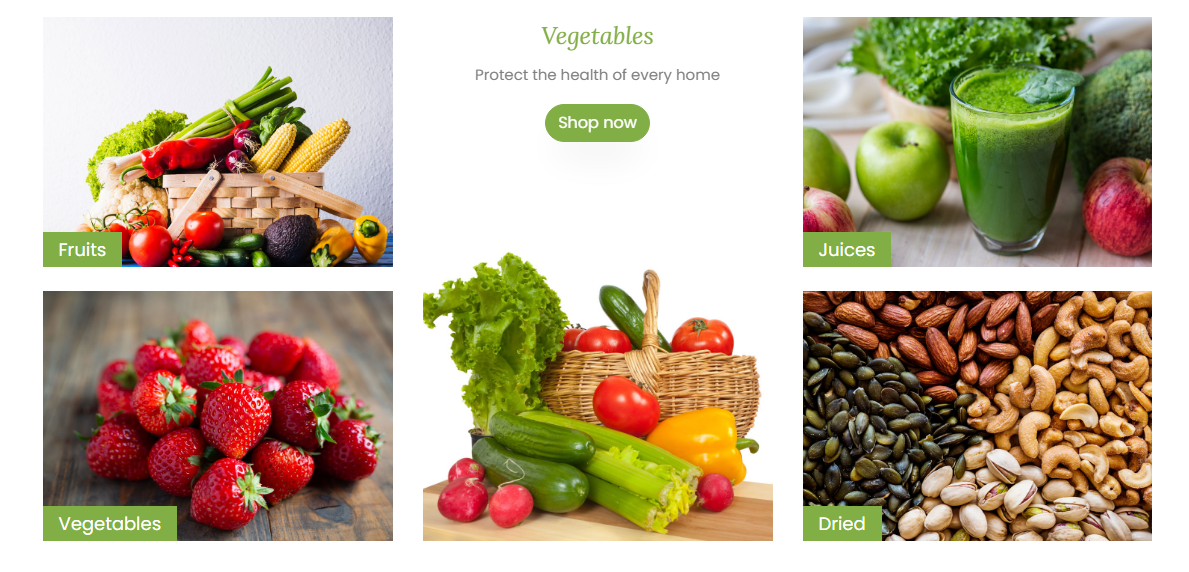 Fruits
Vegetables
Vegetables
Protect the health of every home
Shop now
Juices
Dried